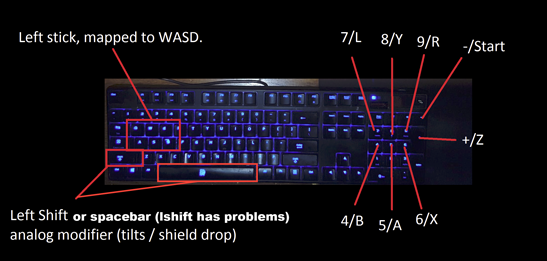 7/L
8/Y
9/R
-/Start
Left stick, mapped to WASD.
+/Z
Left Shift or spacebar (lshift has problems)
analog modifier (tilts / shield drop)
4/B
5/A
6/X